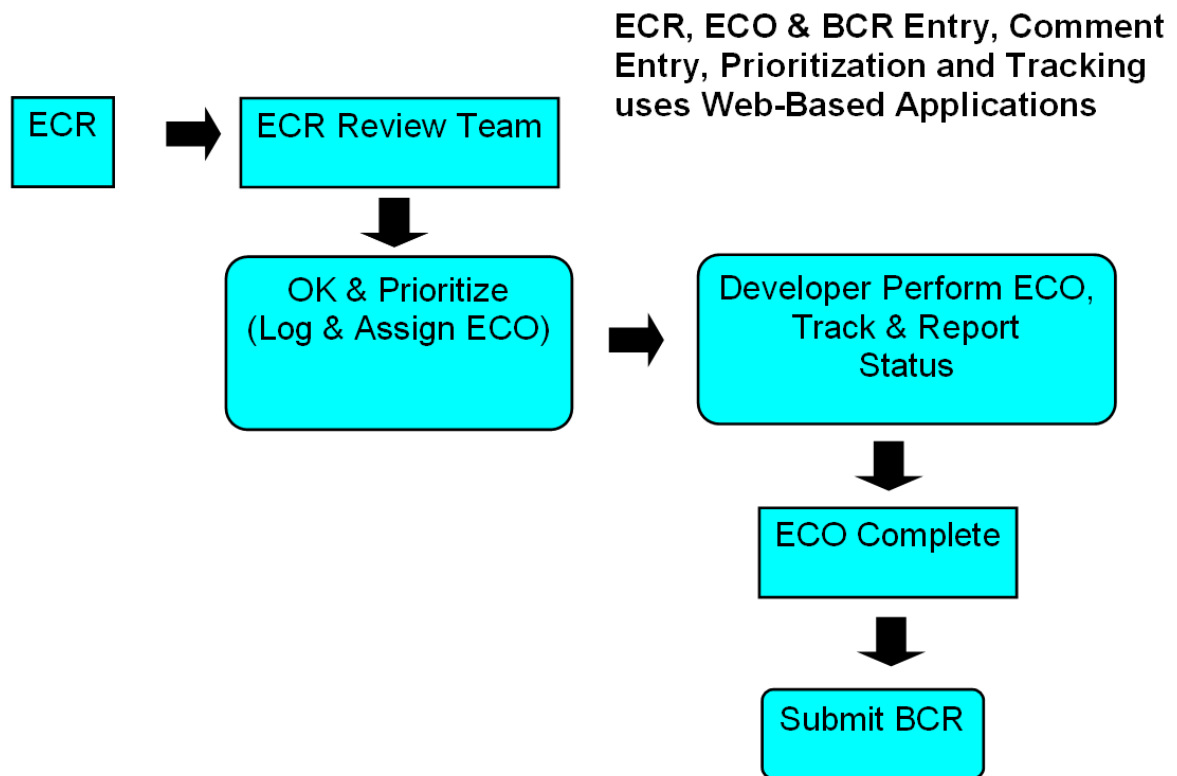 ECR, ECO & BCR Entry, Comment
Entry, Prioritization and Tracking
uses Web-Based Applications
ECR
ECR Review Team
OK & Prioritize
(Log & Assign ECO)
Developer Perform ECO,
Track & Report
Status
ECO Complete
Submit BCR